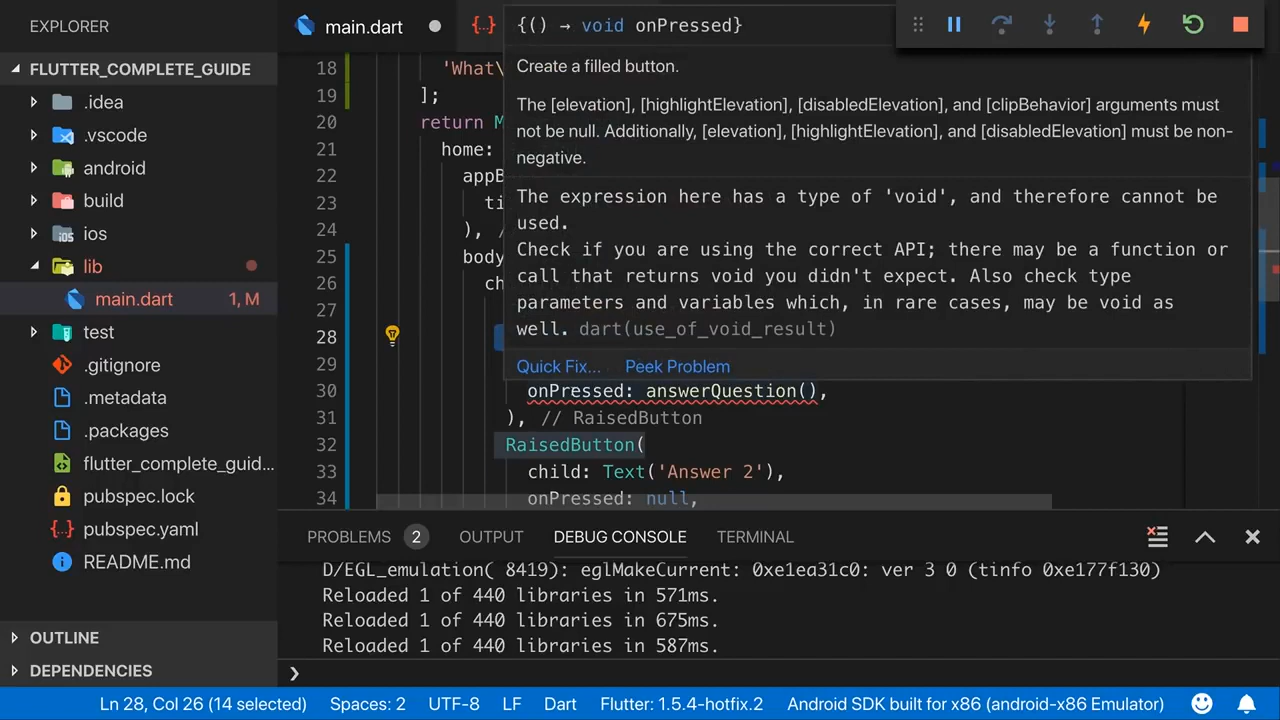 EXPLORER
main.dart
{() → void onPressed}
FLUTTER_COMPLETE_GUIDE
.idea
.vscode
android
build
ios
lib
main.dart 1, M
test
.gitignore
.metadata
.packages
flutter_complete_guid...
pubspec.lock
pubspec.yaml
README.md
OUTLINE
DEPENDENCIES
Create a filled button.
The [elevation], [highlightElevation], [disabledElevation], and [clipBehavior] arguments must
not be null. Additionally, [elevation], [highlightElevation], and [disabledElevation] must be non-
negative.
The expression here has a type of 'void', and therefore cannot be
used.
Check if you are using the correct API; there may be a function or
call that returns void you didn't expect. Also check type
parameters and variables which, in rare cases, may be void as
well. dart(use_of_void_result)
Quick Fix... Peek Problem
18 'What\
19 ];
20 return M
21 home:
22 appB
23 ti
24 ), /
25 body
26 ch
27
28
29
30 onPressed: answerQuestion(),
31 ), // RaisedButton
32 RaisedButton(
33 child: Text('Answer 2'),
34 onPressed: null,
PROBLEMS 2 OUTPUT DEBUG CONSOLE TERMINAL
D/EGL_emulation( 8419): eglMakeCurrent: 0xe1ea31c0: ver 3 0 (tinfo 0xe177f130)
Reloaded 1 of 440 libraries in 571ms.
Reloaded 1 of 440 libraries in 675ms.
Reloaded 1 of 440 libraries in 587ms.
Ln 28, Col 26 (14 selected) Spaces: 2 UTF-8 LF Dart Flutter: 1.5.4-hotfix.2 Android SDK built for x86 (android-x86 Emulator)